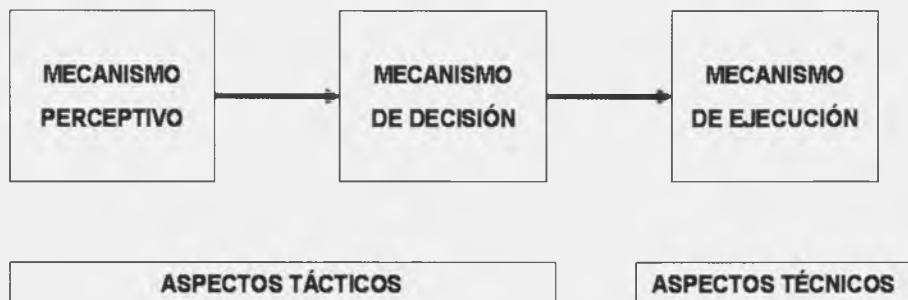 MECANISMO
PERCEPTIVO
MECANISMO
DE DECISIÓN
MECANISMO
DE EJECUCIÓN
ASPECTOS TÁCTICOS
ASPECTOS TÉCNICOS